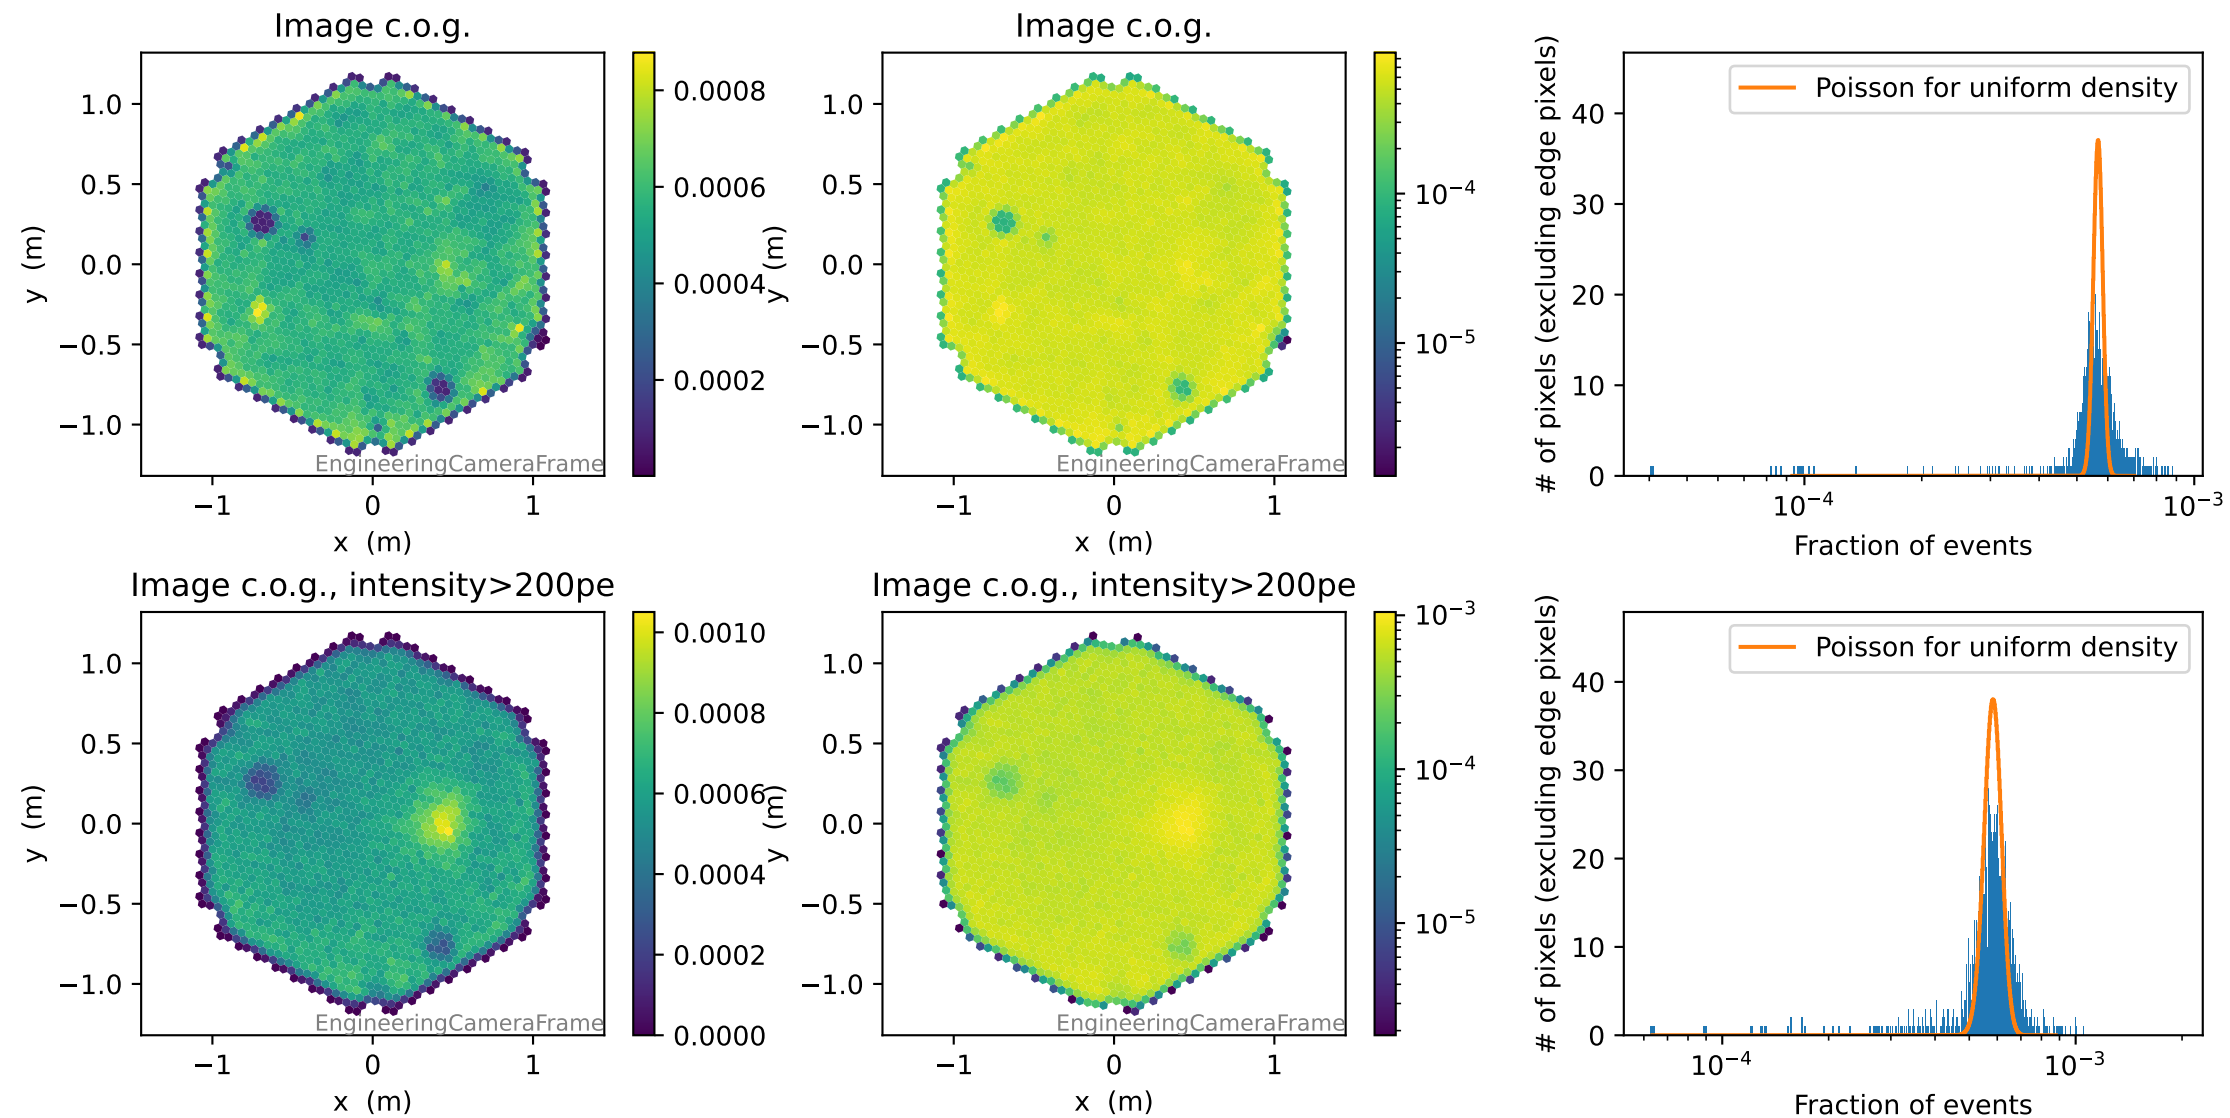 Image c.o.g.
1.0
0.5
0.0
−0.5
−1.0
y (m)
−1
0
1
x (m)
EngineeringCameraFrame
0.0008
0.0006
0.0004
0.0002
Image c.o.g.
1.0
0.5
0.0
−0.5
−1.0
y (m)
−1
0
1
x (m)
EngineeringCameraFrame
10⁻⁴
10⁻⁵
# of pixels (excluding edge pixels)
40
30
20
10
0
Poisson for uniform density
10⁻⁴
10⁻³
Fraction of events
Image c.o.g., intensity>200pe
1.0
0.5
0.0
−0.5
−1.0
y (m)
−1
0
1
x (m)
EngineeringCameraFrame
0.0010
0.0008
0.0006
0.0004
0.0002
0.0000
Image c.o.g., intensity>200pe
1.0
0.5
0.0
−0.5
−1.0
y (m)
−1
0
1
x (m)
EngineeringCameraFrame
10⁻³
10⁻⁴
10⁻⁵
# of pixels (excluding edge pixels)
40
30
20
10
0
Poisson for uniform density
10⁻⁴
10⁻³
Fraction of events